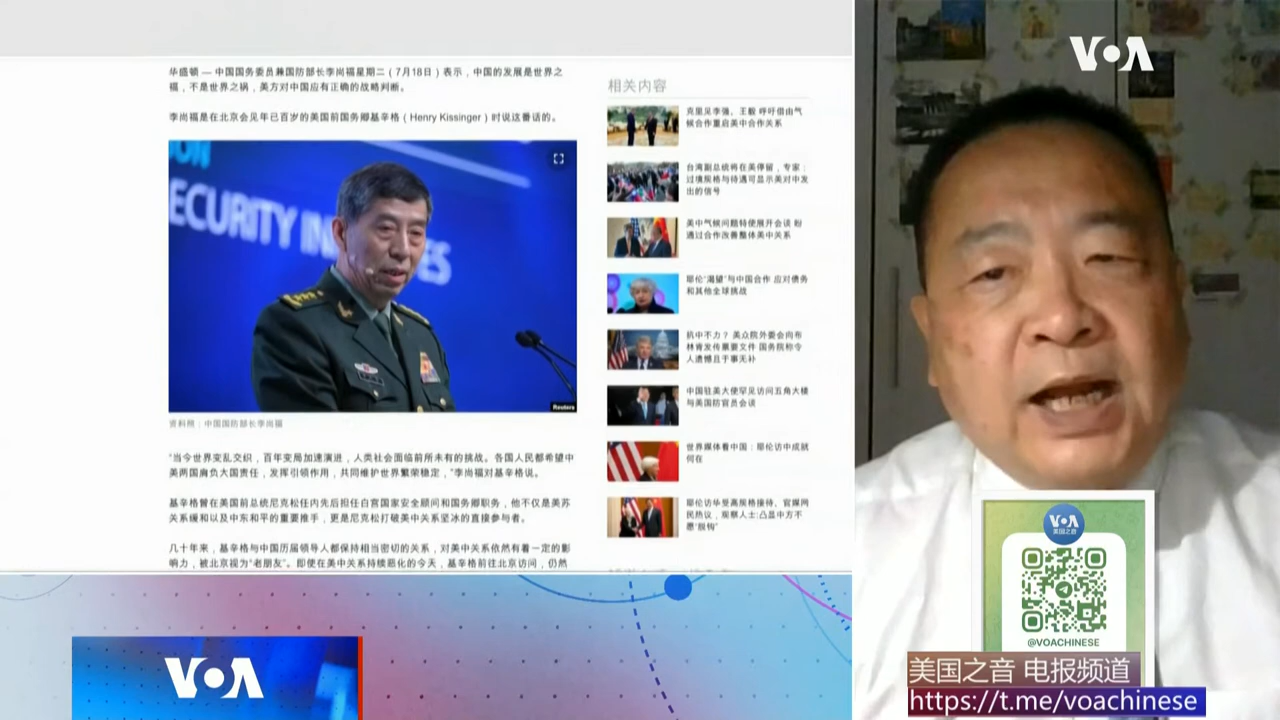 华盛顿 — 中国国务委员兼国防部长李尚福星期二（7月18日）表示，中国的发展是世界之
福，不是世界之祸，美方对中国应有正确的战略判断。
李尚福是在北京会见年已百岁的美国前国务卿基辛格（Henry Kissinger）时说这番话的。
ECURITY IN
ES
Reuters
资料照：中国国防部长李尚福
“当今世界变乱交织，百年变局加速演进，人类社会面临前所未有的挑战。各国人民都希望中
美两国肩负大国责任，发挥引领作用，共同维护世界繁荣稳定，”李尚福对基辛格说。
基辛格曾在美国前总统尼克松任内先后担任白宫国家安全顾问和国务卿职务，他不仅是美苏
关系缓和以及中东和平的重要推手，更是尼克松打破美中关系坚冰的直接参与者。
几十年来，基辛格与中国历届领导人都保持相当密切的关系，对美中关系依然有着一定的影
响力，被北京视为“老朋友”。即使在美中关系持续恶化的今天，基辛格前往北京访问，仍然
相关内容
克里见李强、王毅 呼吁借由气
候合作重启美中合作关系
台湾副总统将在美停留，专家：
过境规格与待遇可显示美对中发
出的信号
美中气候问题特使展开会谈 盼
通过合作改善整体美中关系
耶伦“渴望”与中国合作 应对债务
和其他全球挑战
抗中不力？ 美众院外委会向布
林肯发传票要文件 国务院称令
人遗憾且于事无补
中国驻美大使罕见访问五角大楼
与美国防官员会谈
世界媒体看中国：耶伦访中成就
何在
耶伦访华受高规格接待，官媒网
民热议，观察人士:凸显中方不
愿“脱钩”
VOA
VOA
VOA
美国之音
@VOACHINESE
美国之音 电报频道
https://t.me/voachinese